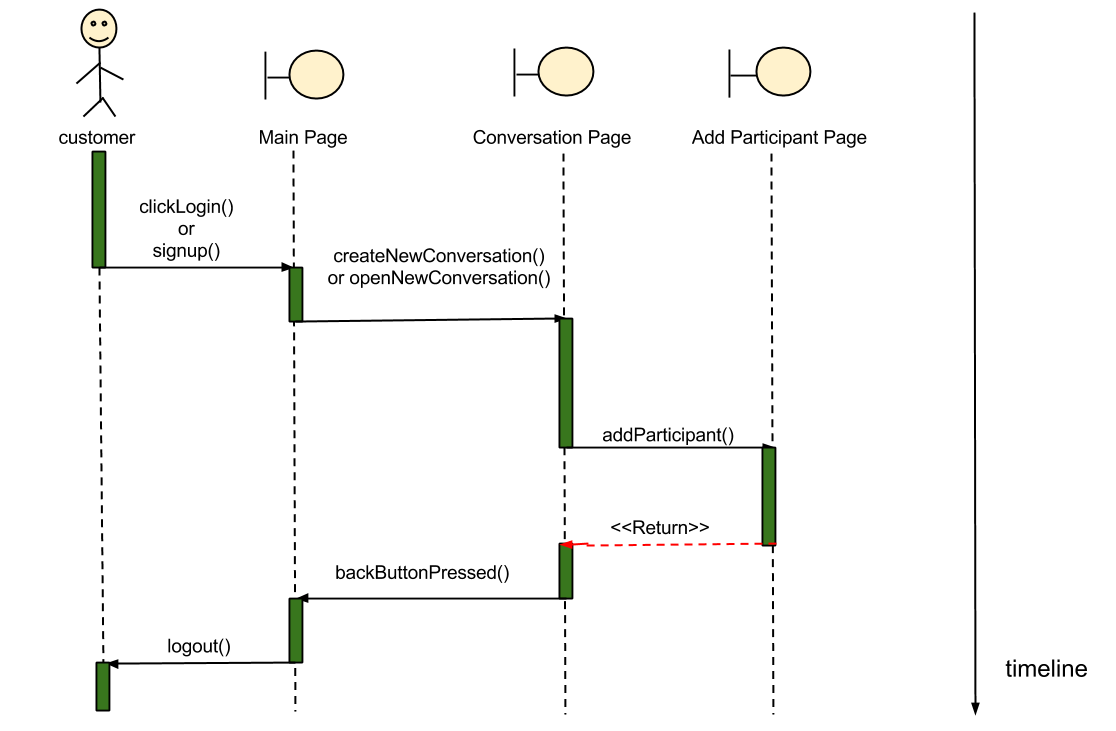 customer
Main Page
Conversation Page
Add Participant Page
clickLogin()
or
signup()
createNewConversation()
or openNewConversation()
addParticipant()
<<Return>>
backButtonPressed()
logout()
timeline